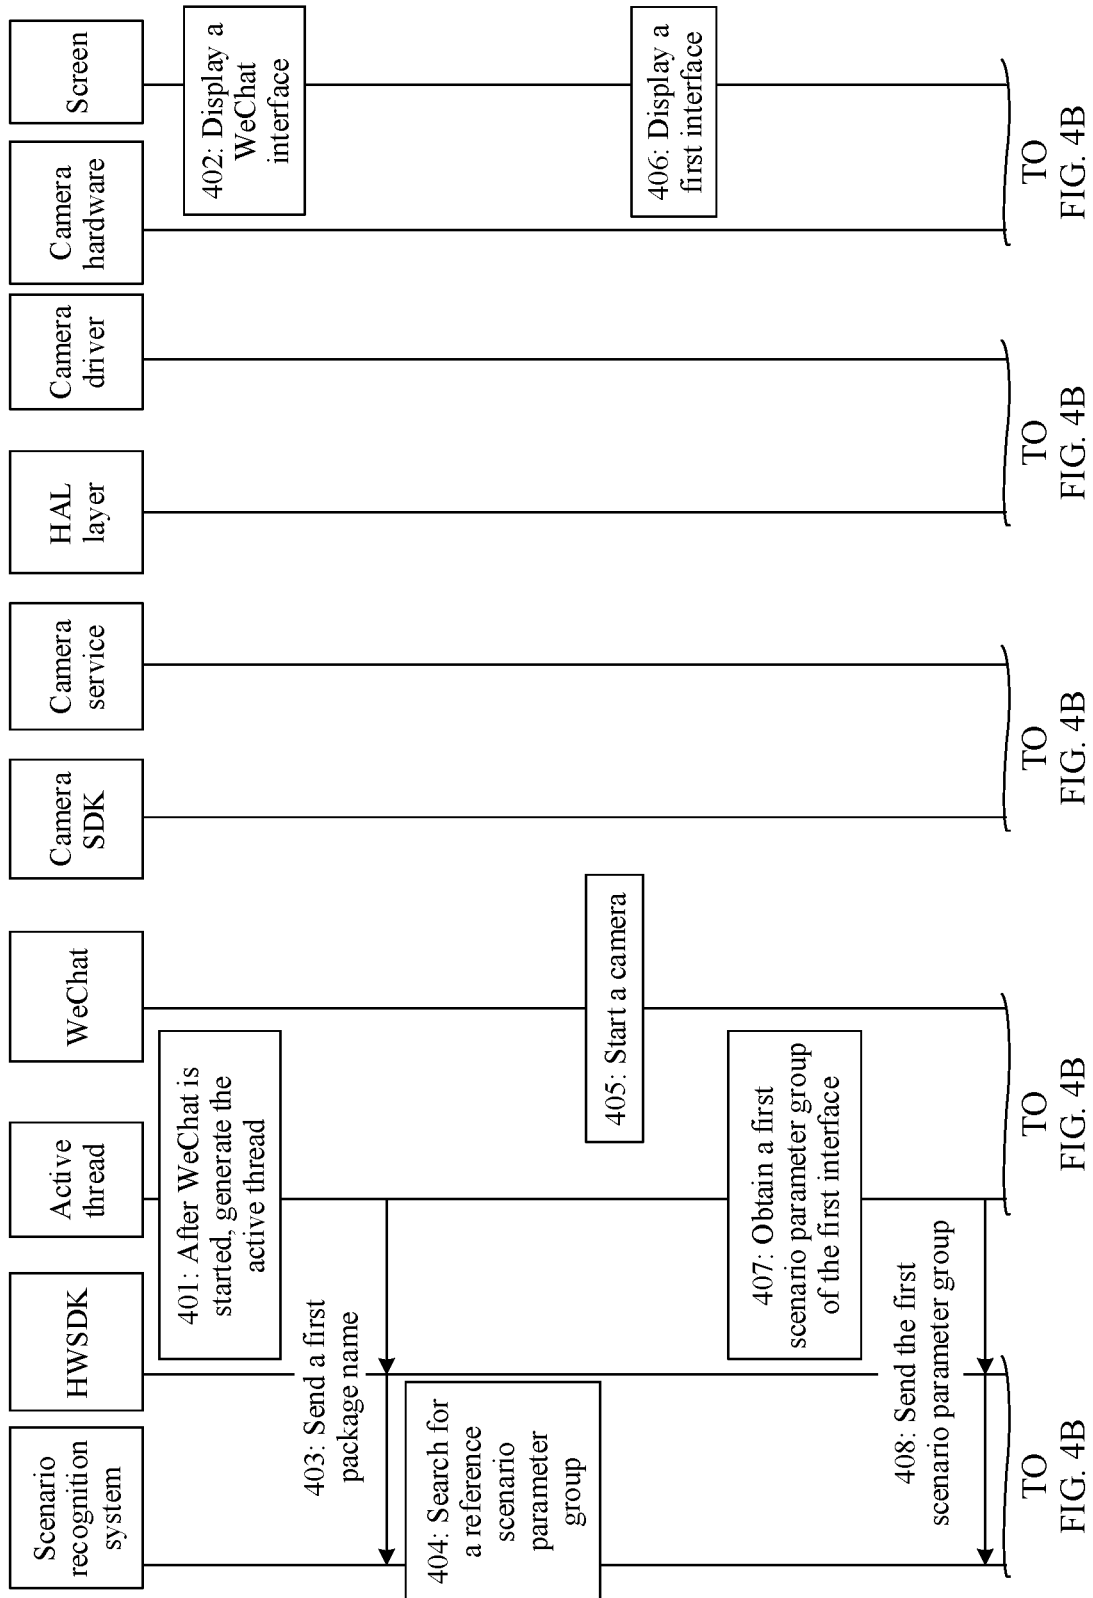 Scenario
recognition
system
HWSDK
Active
thread
WeChat
Camera
SDK
Camera
service
HAL
layer
Camera
driver
Camera
hardware
Screen
401: After WeChat is
started, generate the
active thread
402: Display a
WeChat
interface
403: Send a first
package name
404: Search for
a reference
scenario
parameter
group
405: Start a camera
406: Display a
first interface
407: Obtain a first
scenario parameter group
of the first interface
408: Send the first
scenario parameter group
TO
FIG. 4B
TO
FIG. 4B
TO
FIG. 4B
TO
FIG. 4B
TO
FIG. 4B